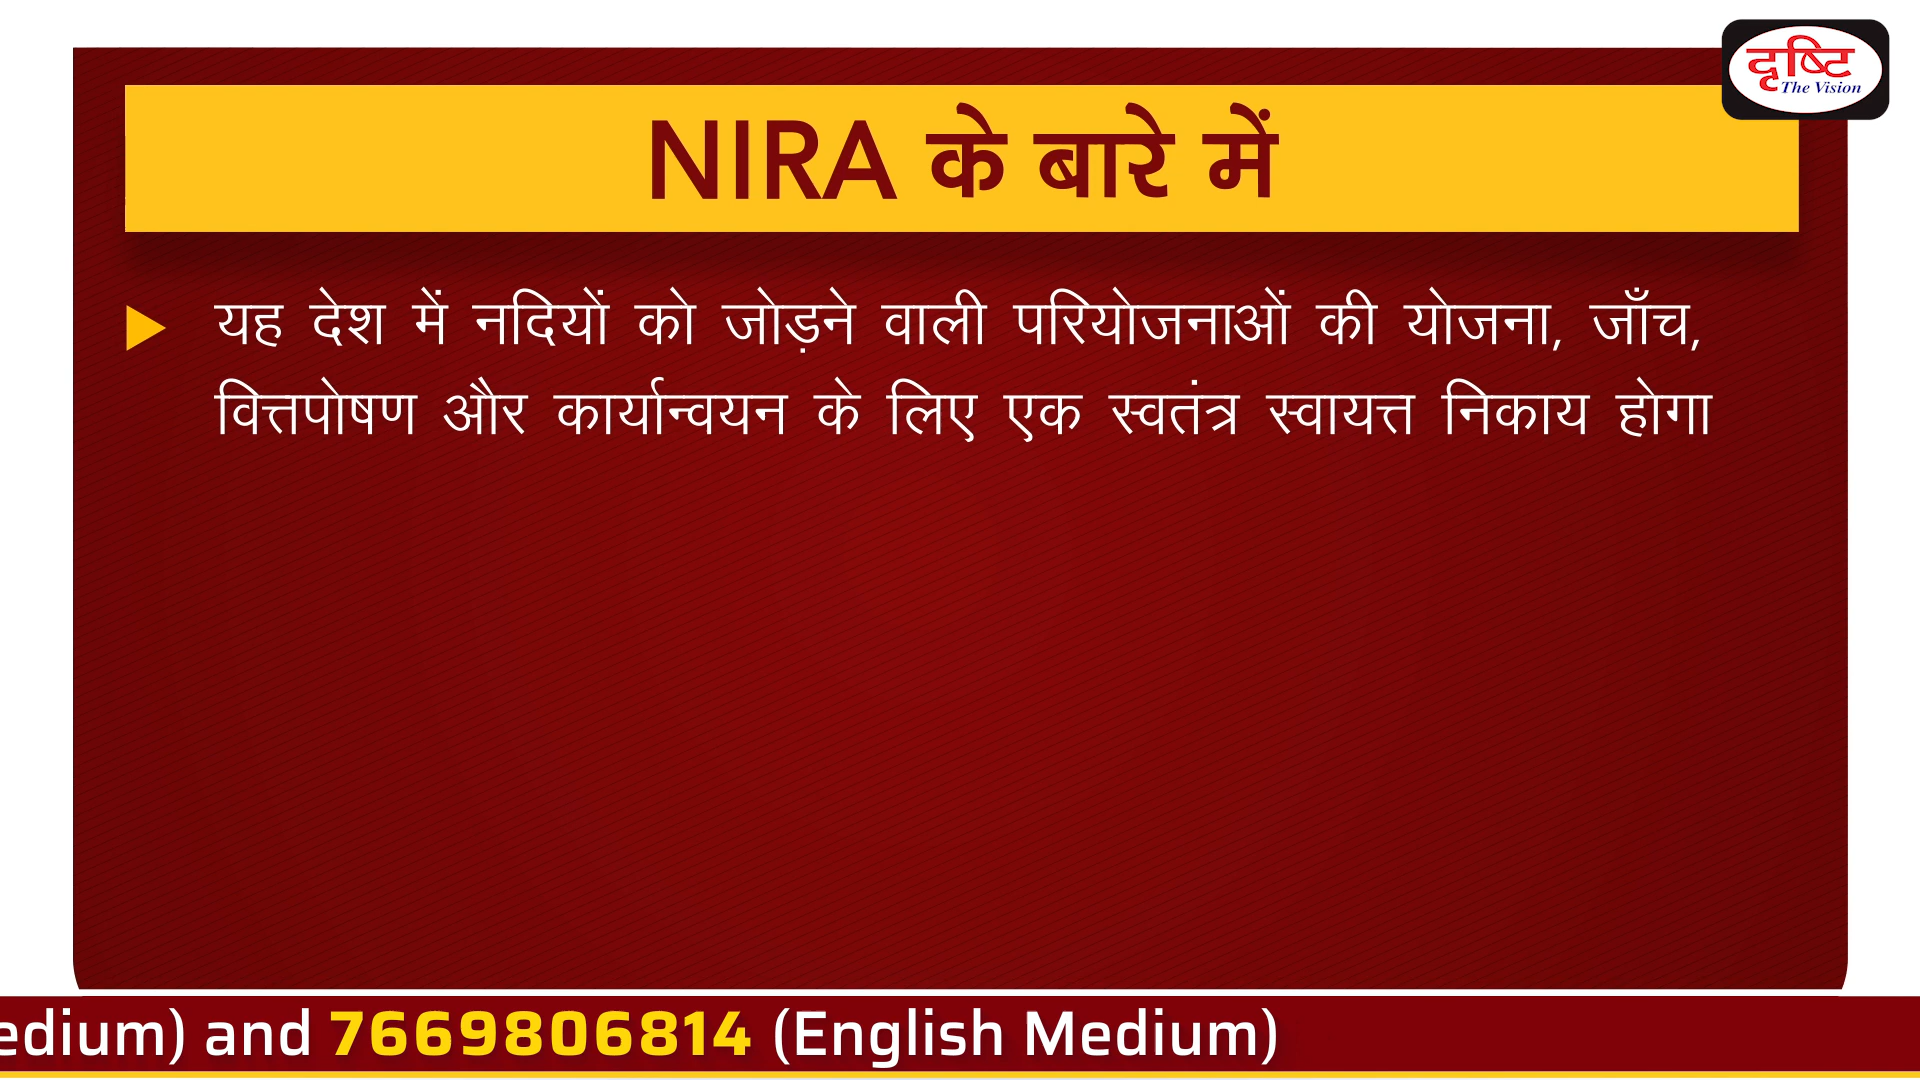 दृष्टि
The Vision
NIRA के बारे में
यह देश में नदियों को जोड़ने वाली परियोजनाओं की योजना, जाँच,
वित्तपोषण और कार्यान्वयन के लिए एक स्वतंत्र स्वायत्त निकाय होगा
edium) and 7669806814 (English Medium)